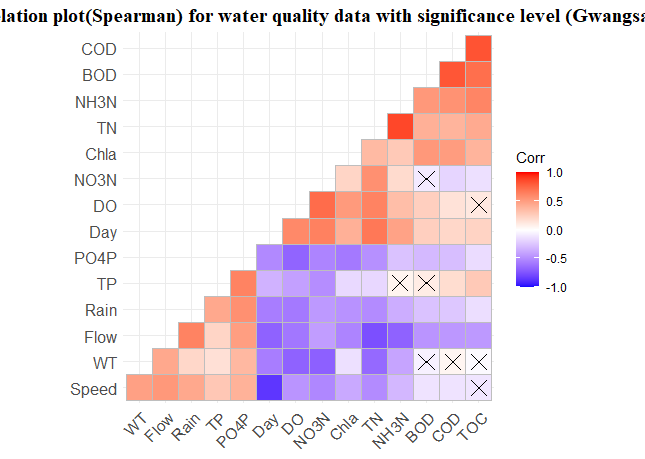 elation plot(Spearman) for water quality data with significance level (Gwangsa
COD
BOD
NH3N
TN
Chla
NO3N
DO
Day
PO4P
TP
Rain
Flow
WT
Speed
WT Flow Rain TP PO4P Day DO NO3N Chla TN NH3N BOD COD TOC
Corr
1.0
0.5
0.0
-0.5
-1.0